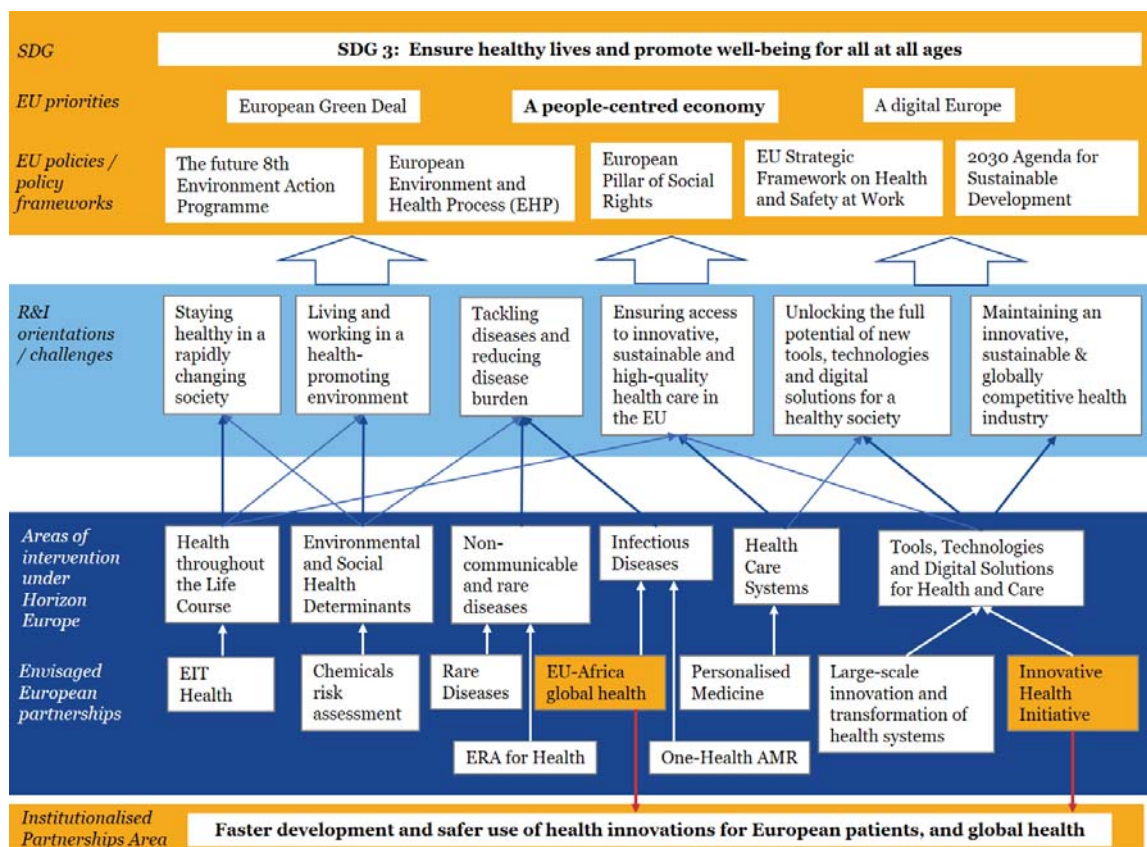 SDG
SDG 3: Ensure healthy lives and promote well-being for all at all ages
EU priorities
European Green Deal
A people-centred economy
A digital Europe
EU policies /
policy
frameworks
The future 8th
Environment Action
Programme
European
Environment and
Health Process (EHP)
European
Pillar of Social
Rights
EU Strategic
Framework on Health
and Safety at Work
2030 Agenda for
Sustainable
Development
R&I
orientations
/ challenges
Staying
healthy in a
rapidly
changing
society
Living and
working in a
health-
promoting
environment
Tackling
diseases and
reducing
disease
burden
Ensuring access
to innovative,
sustainable and
high-quality
health care in
the EU
Unlocking the full
potential of new
tools, technologies
and digital
solutions for a
healthy society
Maintaining an
innovative,
sustainable &
globally
competitive health
industry
Areas of
intervention
under
Horizon
Europe
Health
throughout
the Life
Course
Environmental
and Social
Health
Determinants
Non-
communicable
and rare
diseases
Infectious
Diseases
Health
Care
Systems
Tools, Technologies
and Digital Solutions
for Health and Care
Envisaged
European
partnerships
EIT
Health
Chemicals
risk
assessment
Rare
Diseases
EU-Africa
global health
Personalised
Medicine
Large-scale
innovation and
transformation of
health systems
Innovative
Health
Initiative
ERA for Health
One-Health AMR
Institutionalised
Partnerships Area
Faster development and safer use of health innovations for European patients, and global health